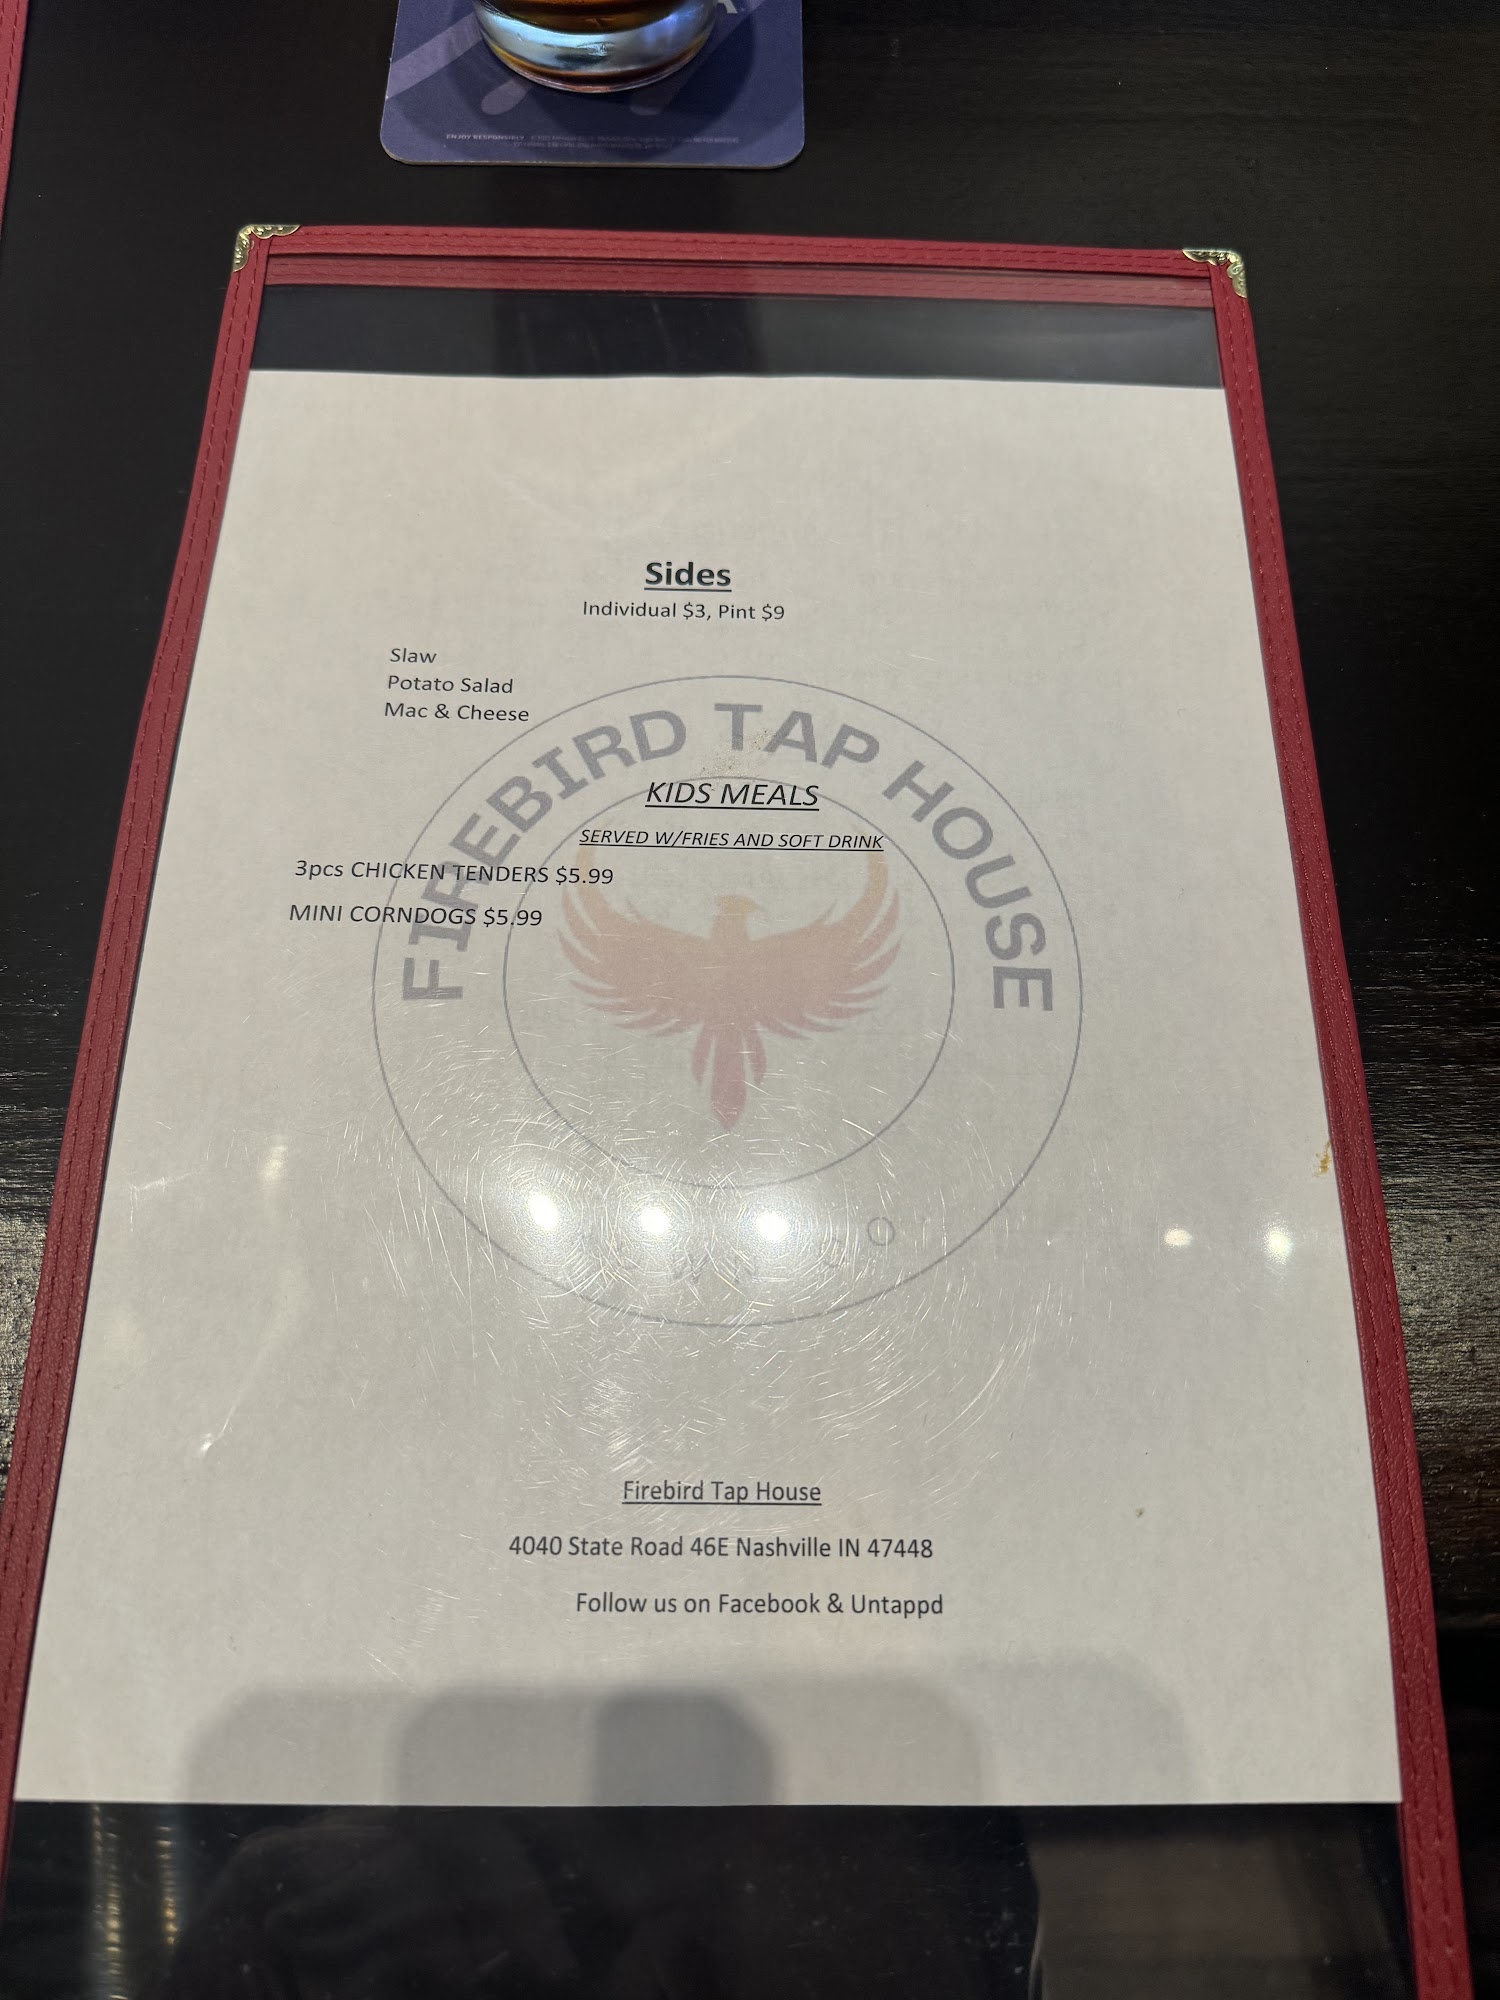 ENJOY RESPONSIBLY
Sides
Individual $3, Pint $9
Slaw
Potato Salad
Mac & Cheese
FIREBIRD TAP HOUSE
KIDS MEALS
SERVED W/FRIES AND SOFT DRINK
3pcs CHICKEN TENDERS $5.99
MINI CORNDOGS $5.99
Firebird Tap House
4040 State Road 46E Nashville IN 47448
Follow us on Facebook & Untappd